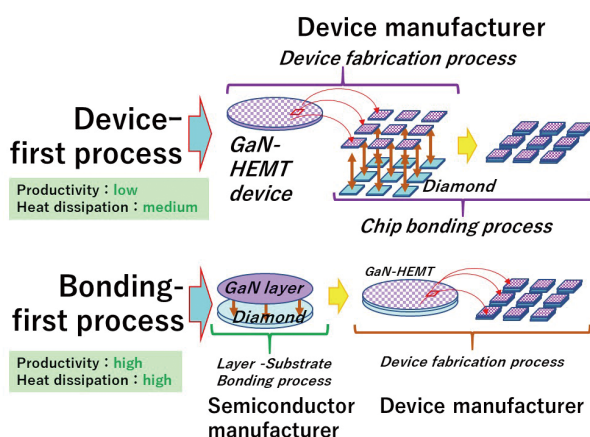 Device manufacturer
Device fabrication process
Device–
first process
Productivity：low
Heat dissipation：medium
GaN-
HEMT
device
Diamond
Chip bonding process
Bonding-
first process
Productivity：high
Heat dissipation：high
GaN layer
Diamond
Layer -Substrate
Bonding process
Semiconductor
manufacturer
GaN-HEMT
Device fabrication process
Device manufacturer